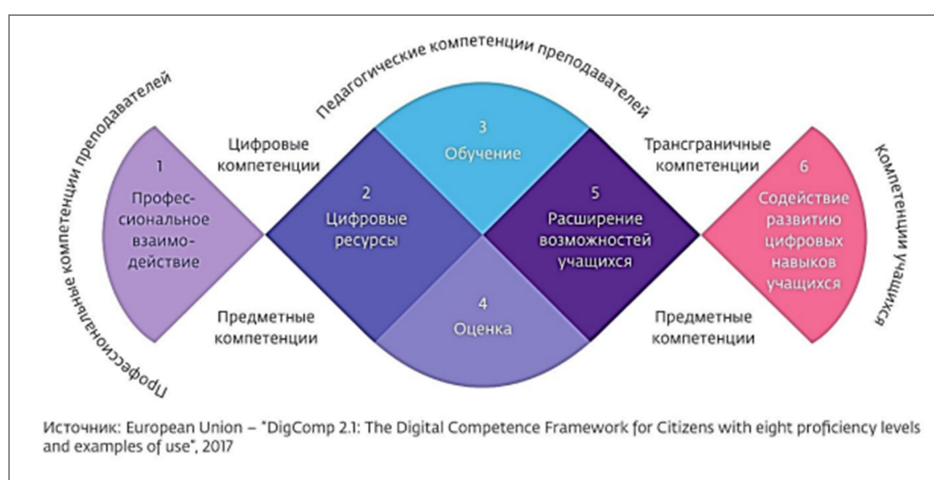 Профессиональные компетенции преподавателей
Педагогические компетенции преподавателей
Компетенции учащихся
1
Профес-
сиональное
взаимо-
действие
Цифровые
компетенции
Предметные
компетенции
2
Цифровые
ресурсы
3
Обучение
4
Оценка
5
Расширение
возможностей
учащихся
Трансграничные
компетенции
Предметные
компетенции
6
Содействие
развитию
цифровых
навыков
учащихся
Источник: European Union – "DigComp 2.1: The Digital Competence Framework for Citizens with eight proficiency levels
and examples of use", 2017